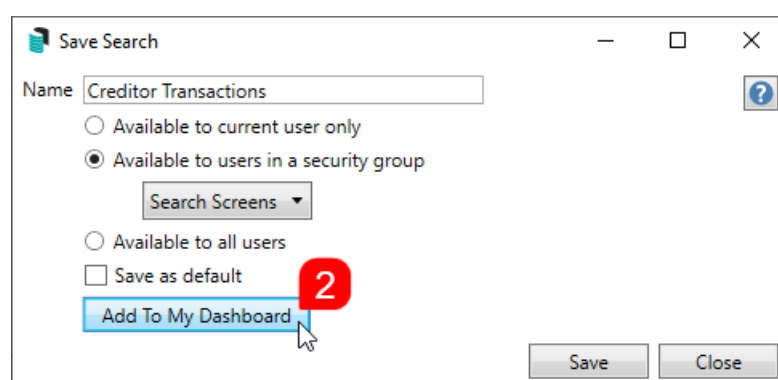 Save Search
Name Creditor Transactions
?
Available to current user only
Available to users in a security group
Search Screens
Available to all users
Save as default
2
Add To My Dashboard
Save Close